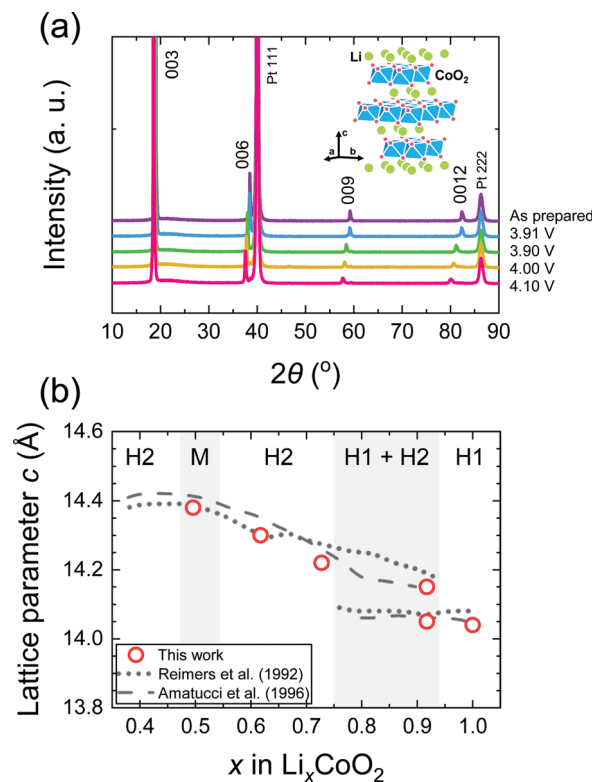 (a)
Intensity (a. u.)
003
006
Pt 111
009
0012
Pt 222
Li
CoO2
c
a
b
As prepared
3.91 V
3.90 V
4.00 V
4.10 V
10 20 30 40 50 60 70 80 90
2θ (o)
(b)
Lattice parameter c (Å)
14.6
14.4
14.2
14.0
13.8
H2 M H2 H1 + H2 H1
This work
Reimers et al. (1992)
Amatucci et al. (1996)
0.4 0.5 0.6 0.7 0.8 0.9 1.0
x in LixCoO2